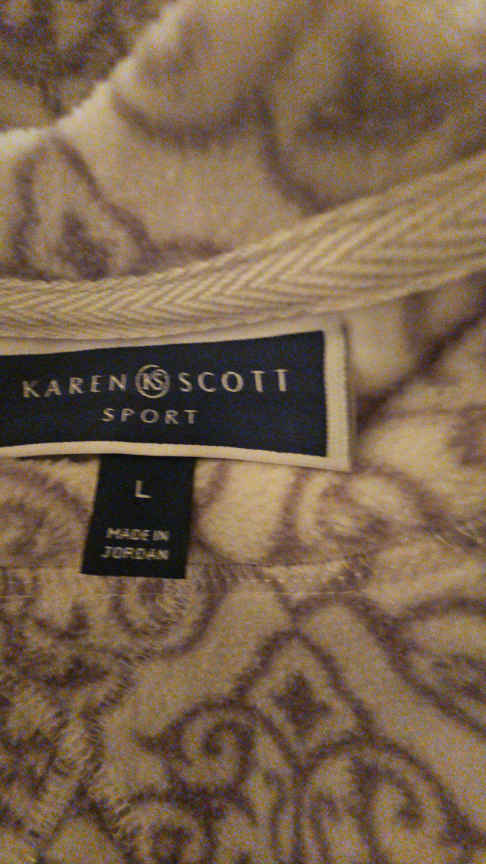 KAREN KS SCOTT
SPORT
L
MADE IN
JORDAN